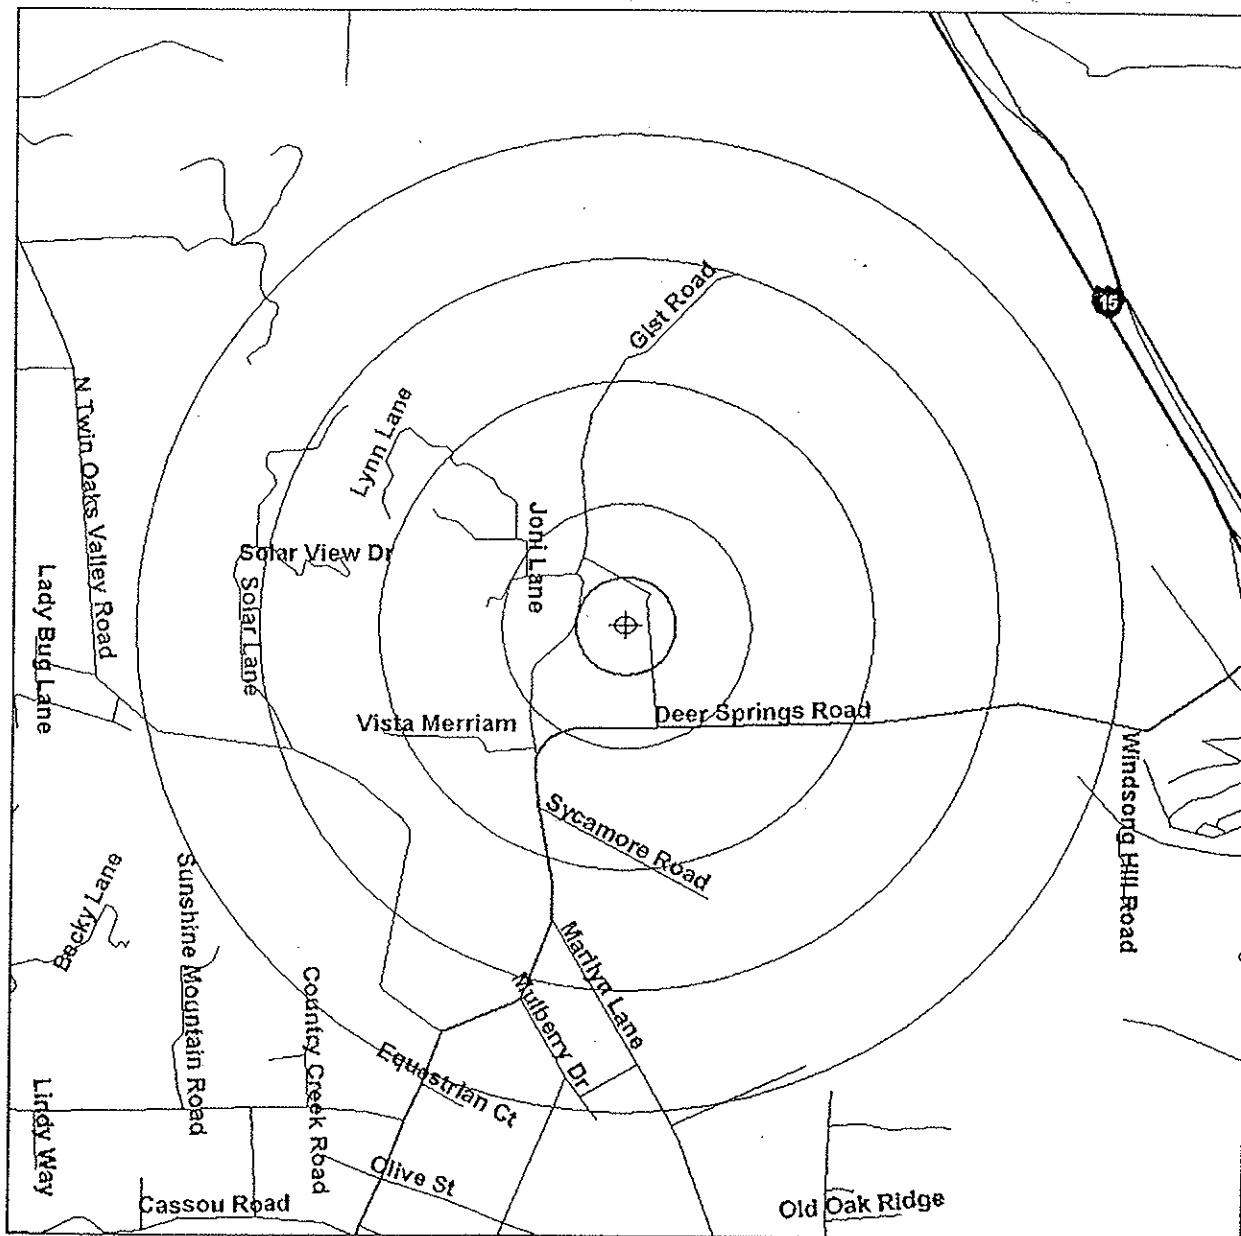 Gist Road
15
N Twin Oaks Valley Road
Lynn Lane
Joni Lane
Solar View Dr
Solar Lane
Lady Bug Lane
Vista Merriam
Deer Springs Road
Windsong Hill Road
Sycamore Road
Becky Lane
Sunshine Mountain Road
Marilyn Lane
Mulberry Dr
Country Creek Road
Equestrian Ct
Lindy Way
Olive St
Cassou Road
Old Oak Ridge